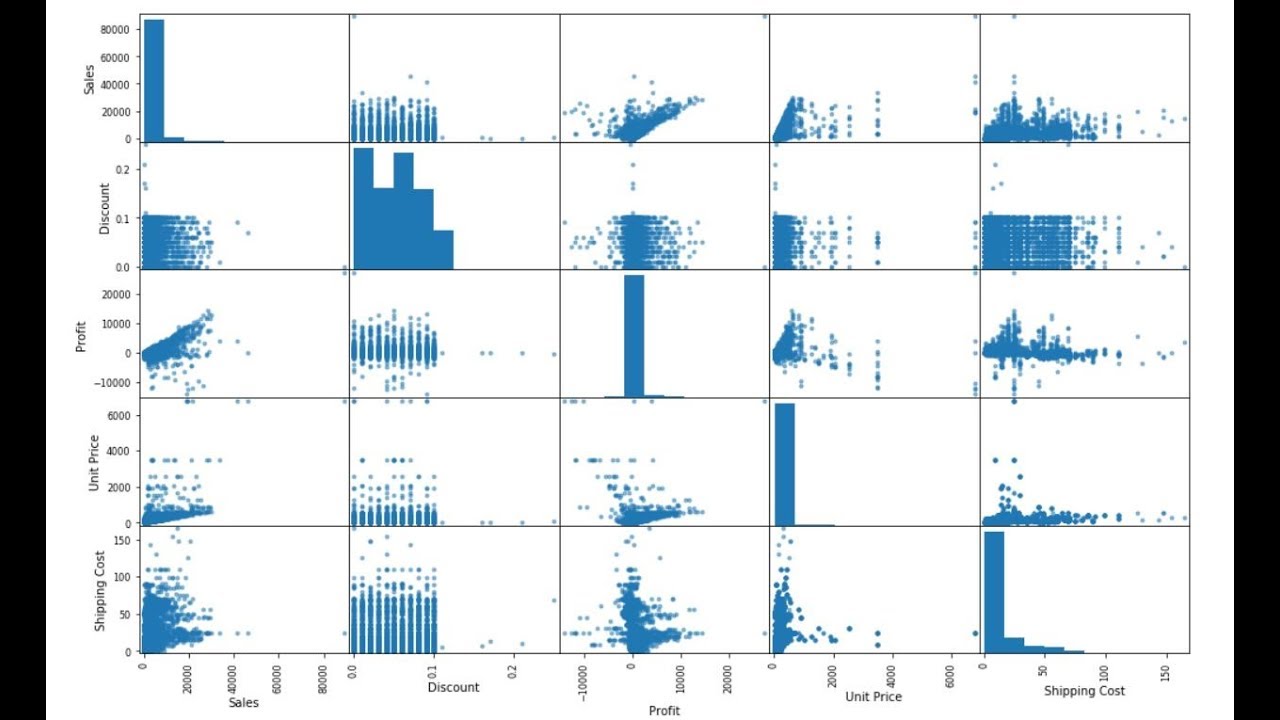 80000
60000
40000
20000
0
Sales
0.2
0.1
0.0
Discount
20000
10000
0
−10000
Profit
6000
4000
2000
0
Unit Price
150
100
50
0
Shipping Cost
0 20000 40000 60000 80000
Sales
0.0 0.1 0.2
Discount
−10000 0 10000 20000
Profit
0 2000 4000 6000
Unit Price
0 50 100 150
Shipping Cost